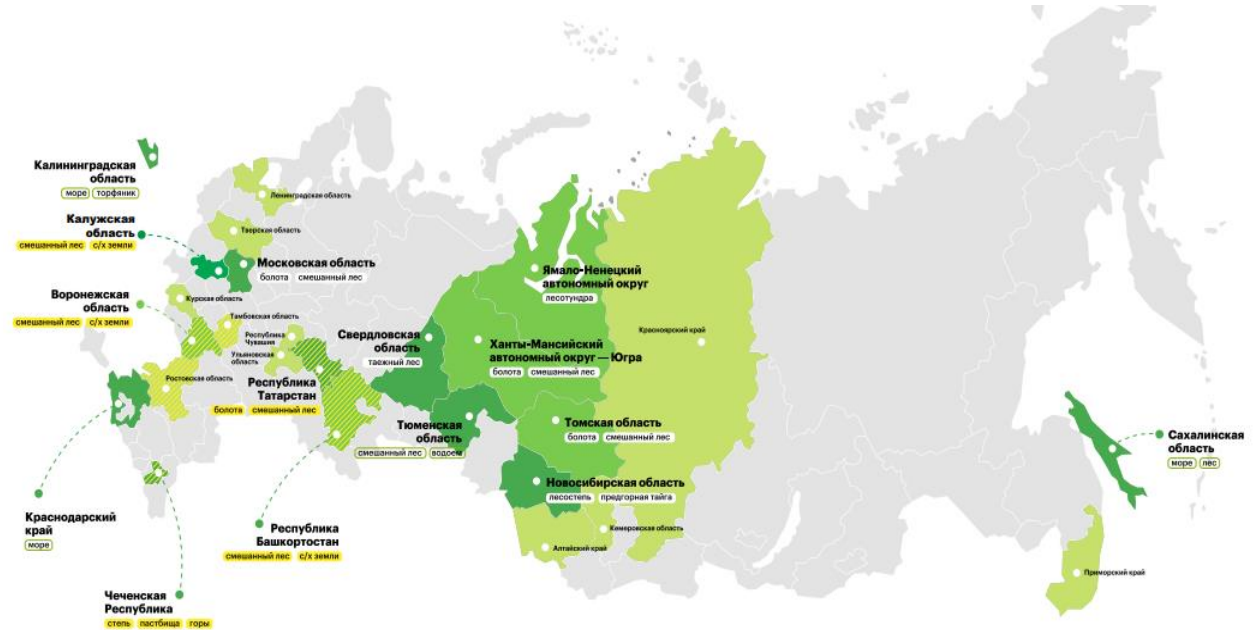 Калининградская
область
море торфяник
Ленинградская область
Калужская
область
смешанный лес с/х земли
Тверская область
Московская область
болота смешанный лес
Ямало-Ненецкий
автономный округ
лесотундра
Воронежская
область
смешанный лес с/х земли
Курская область
Тамбовская область
Республика
Чувашия
Ульяновская
область
Свердловская
область
таежный лес
Ханты-Мансийский
автономный округ — Югра
болота смешанный лес
Красноярский край
Ростовская область
Республика
Татарстан
болота смешанный лес
Тюменская
область
смешанный лес водоем
Томская область
болота смешанный лес
Сахалинская
область
море лес
Новосибирская область
лесостепь предгорная тайга
Краснодарский
край
море
Республика
Башкортостан
смешанный лес с/х земли
Кемеровская область
Алтайский край
Приморский край
Чеченская
Республика
степь пастбища горы